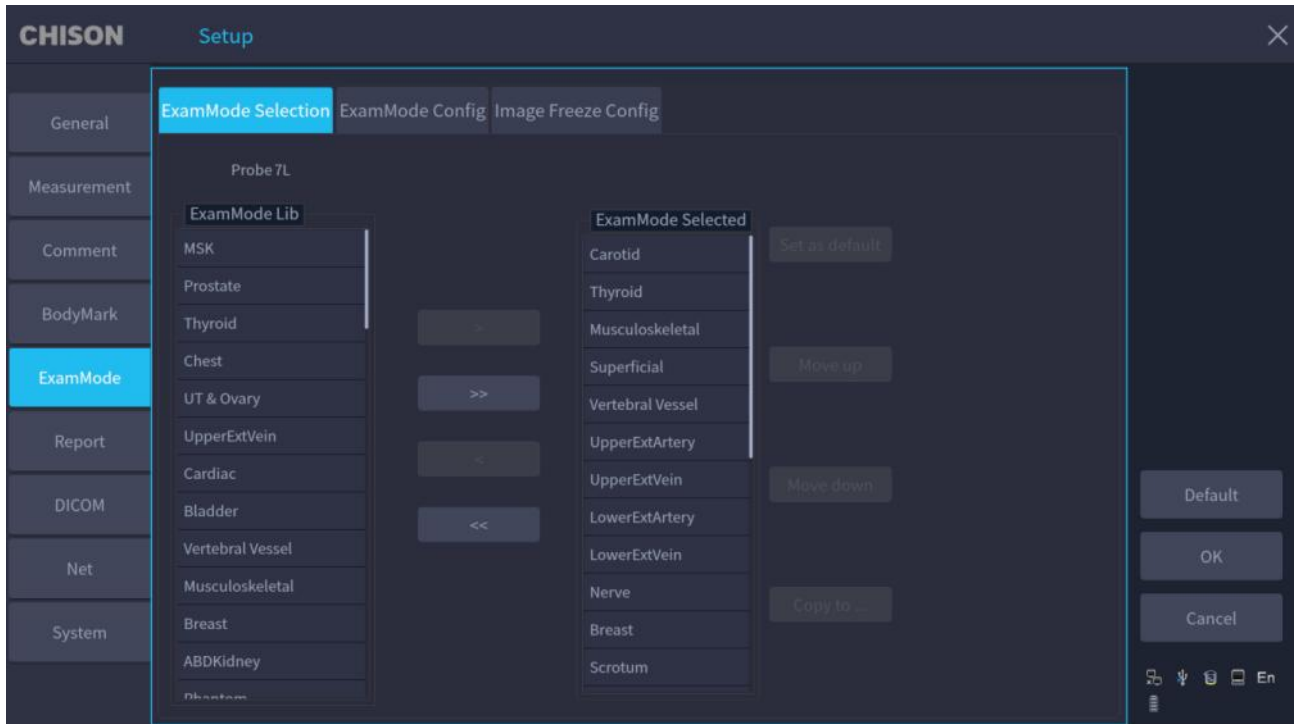 CHISON
Setup
General
Measurement
Comment
BodyMark
ExamMode
Report
DICOM
Net
System
ExamMode Selection
ExamMode Config
Image Freeze Config
Probe 7L
ExamMode Lib
MSK
Prostate
Thyroid
Chest
UT & Ovary
UpperExtVein
Cardiac
Bladder
Vertebral Vessel
Musculoskeletal
Breast
ABDKidney
Phantom
>
>>
<
<<
ExamMode Selected
Carotid
Thyroid
Musculoskeletal
Superficial
Vertebral Vessel
UpperExtArtery
UpperExtVein
LowerExtArtery
LowerExtVein
Nerve
Breast
Scrotum
Set as default
Move up
Move down
Copy to ...
Default
OK
Cancel
En